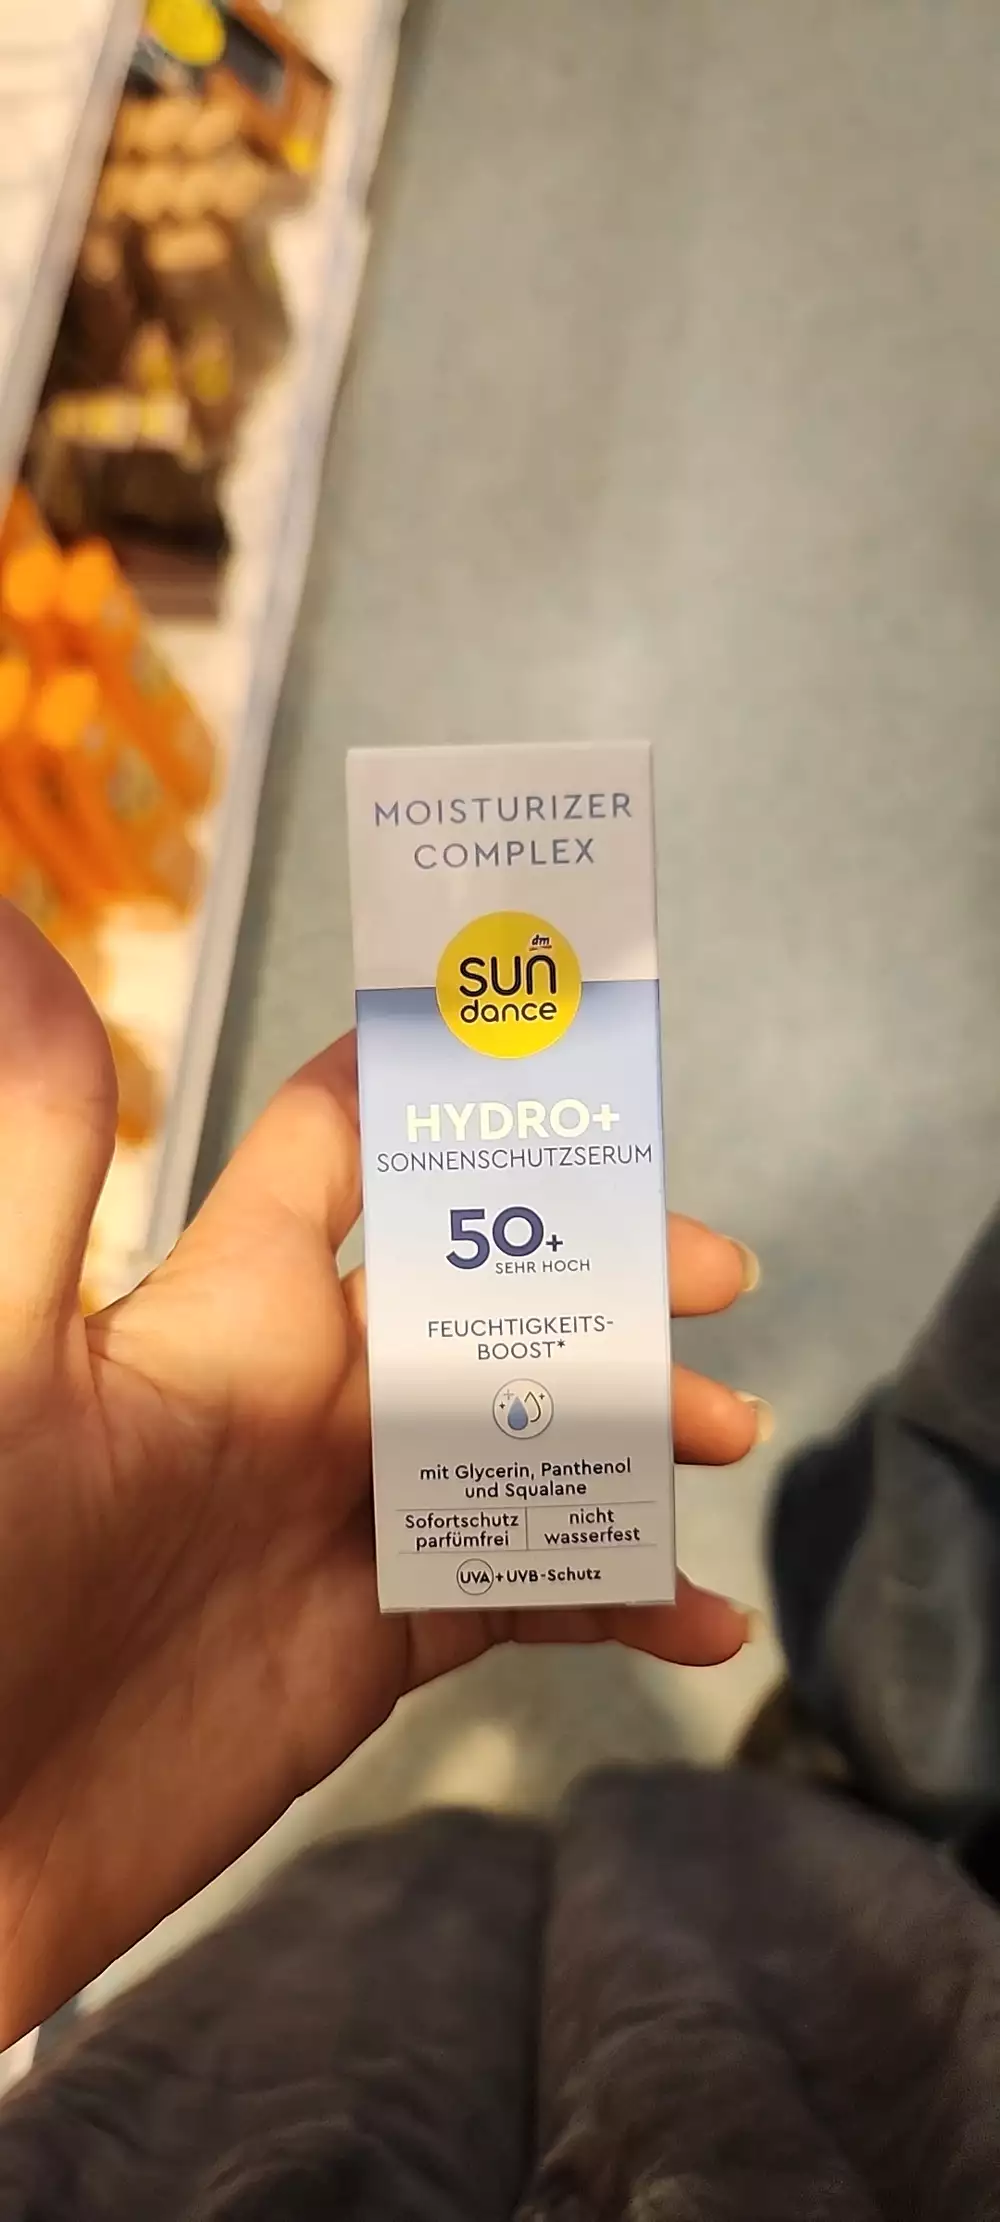 MOISTURIZER
COMPLEX
dm
sun
dance
HYDRO+
SONNENSCHUTZSERUM
50+
SEHR HOCH
FEUCHTIGKEITS-
BOOST*
mit Glycerin, Panthenol
und Squalane
Sofortschutz
parfümfrei
nicht
wasserfest
UVA + UVB-Schutz